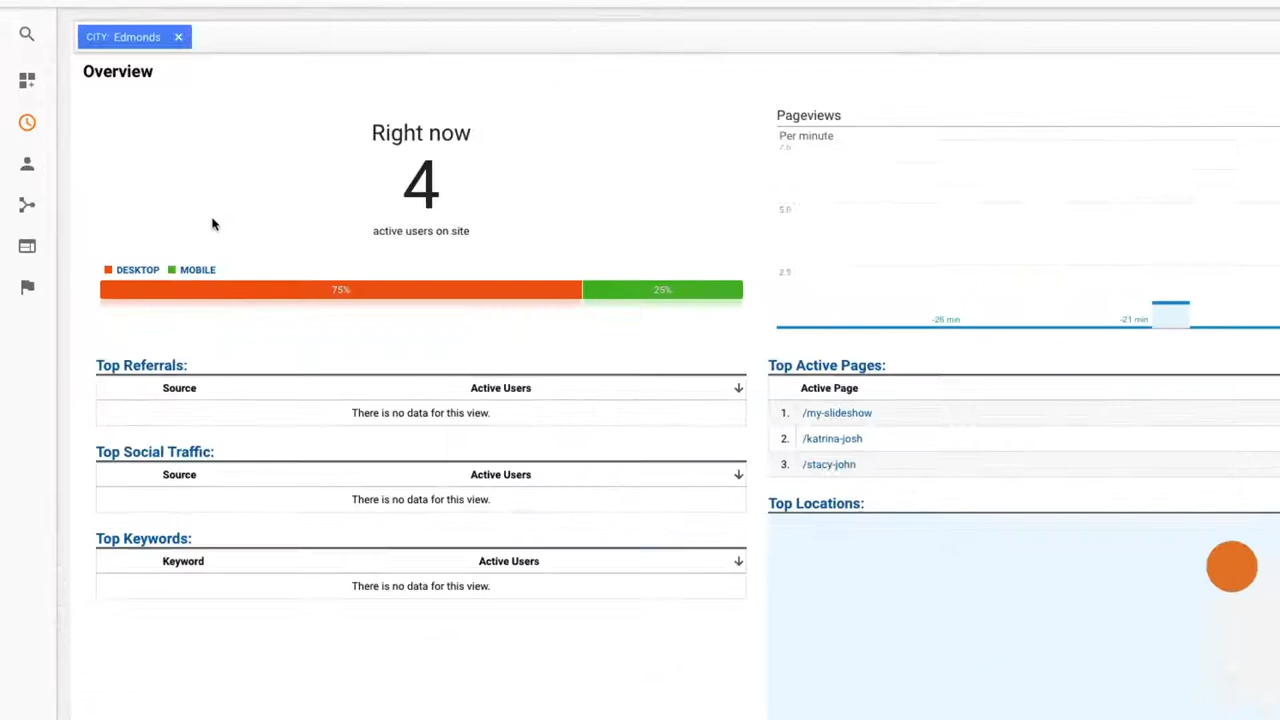 CITY: Edmonds ×
Overview
Right now
4
active users on site
DESKTOP MOBILE
75% 25%
Top Referrals:
Source Active Users
There is no data for this view.
Top Social Traffic:
Source Active Users
There is no data for this view.
Top Keywords:
Keyword Active Users
There is no data for this view.
Pageviews
Per minute
7.5
5.0
2.5
-26 min -21 min
Top Active Pages:
Active Page
1. /my-slideshow
2. /katrina-josh
3. /stacy-john
Top Locations: